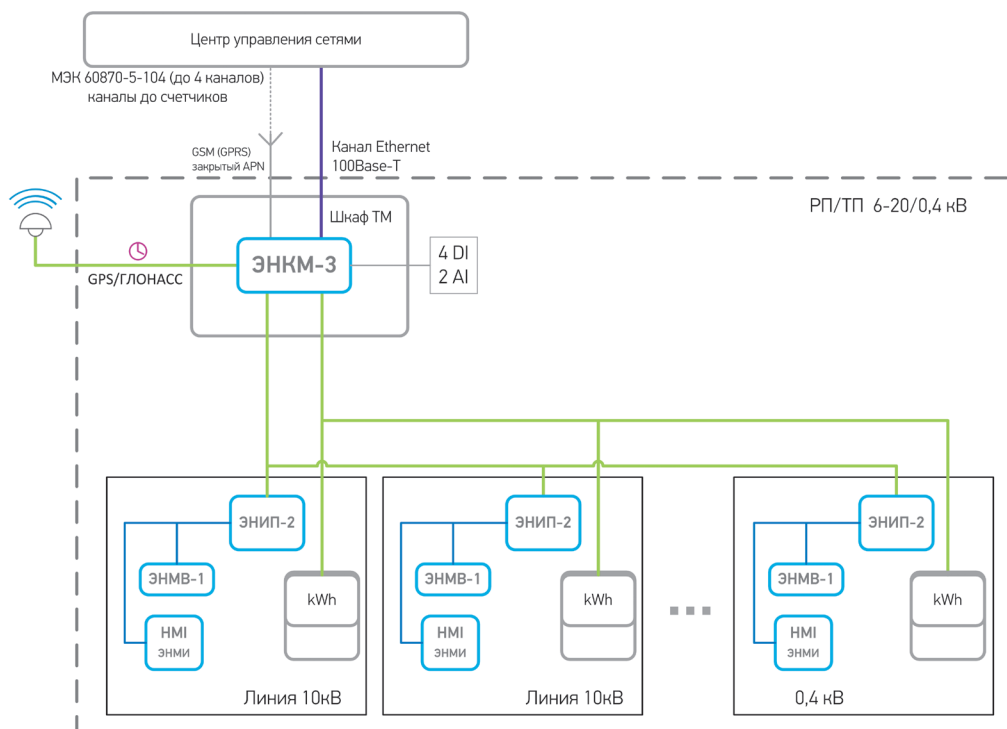 Центр управления сетями
МЭК 60870-5-104 (до 4 каналов)
каналы до счетчиков
GSM (GPRS)
закрытый APN
Канал Ethernet
100Base-T
РП/ТП 6-20/0,4 кВ
Шкаф ТМ
ЭНКМ-3
4 DI
2 AI
GPS/ГЛОНАСС
ЭНИП-2
ЭНМВ-1
kWh
HMI
ЭНМИ
Линия 10кВ
ЭНИП-2
ЭНМВ-1
kWh
HMI
ЭНМИ
Линия 10кВ
ЭНИП-2
ЭНМВ-1
kWh
HMI
ЭНМИ
0,4 кВ